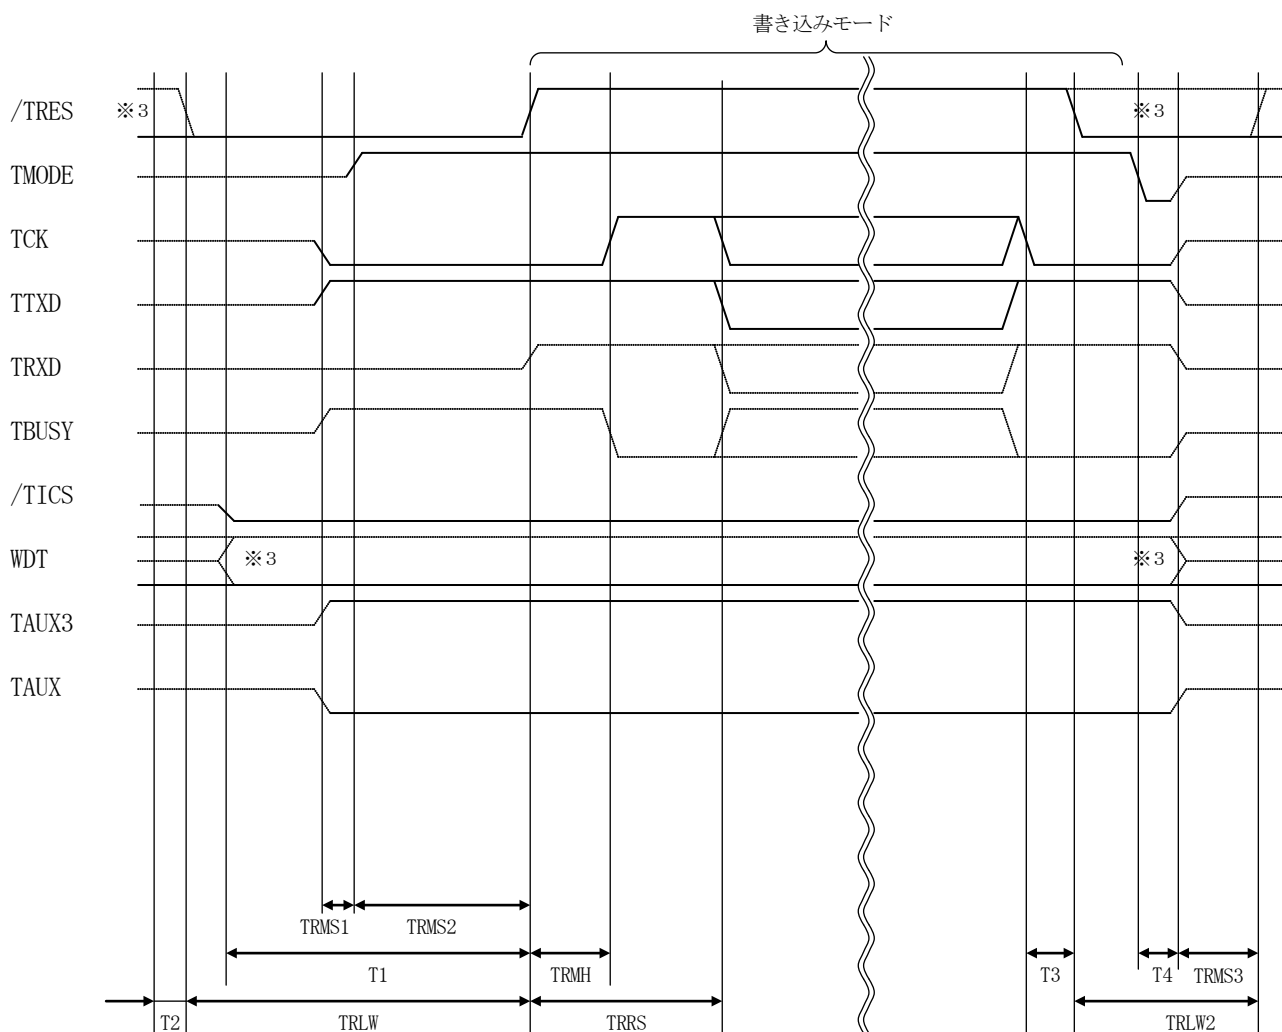 書き込みモード
/TRES ※3 ※3
TMODE
TCK
TTXD
TRXD
TBUSY
/TICS
WDT ※3 ※3
TAUX3
TAUX
TRMS1 TRMS2
T1 TRMH T3 T4 TRMS3
T2 TRLW TRRS TRLW2